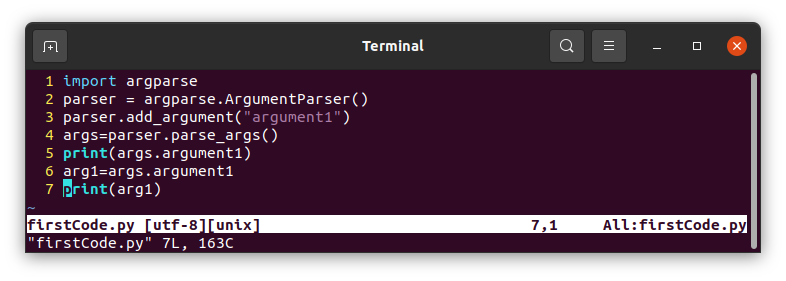 Terminal
1 import argparse
2 parser = argparse.ArgumentParser()
3 parser.add_argument("argument1")
4 args=parser.parse_args()
5 print(args.argument1)
6 arg1=args.argument1
7 print(arg1)
~
firstCode.py [utf-8][unix] 7,1 All:firstCode.py
"firstCode.py" 7L, 163C